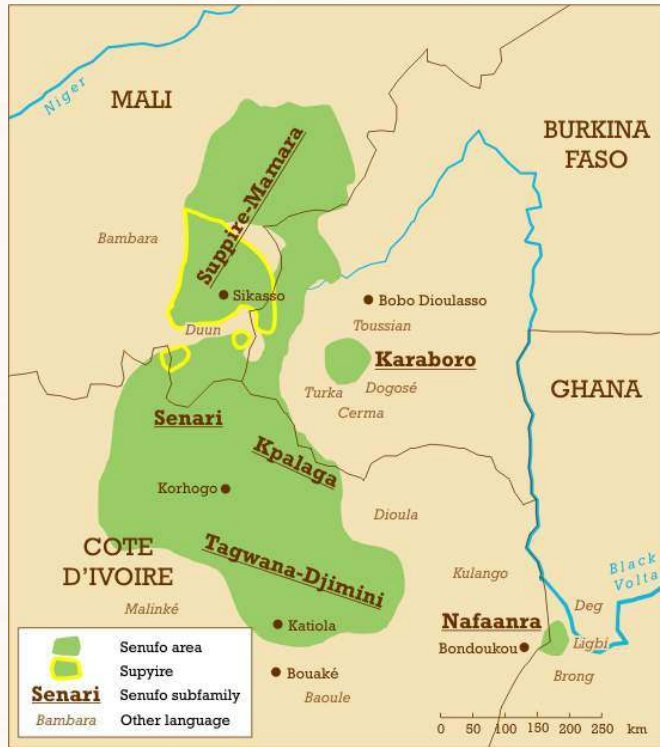 Niger
MALI
BURKINA
FASO
Suppire-Mamara
Bambara
Sikasso
Bobo Dioulasso
Duun
Toussian
Karaboro
GHANA
Turka
Dogosé
Cerma
Senari
Kpalaga
Korhogo
Dioula
COTE
D'IVOIRE
Tagwana-Djimini
Kulango
Black
Volta
Malinké
Deg
Nafaanra
Katiola
Ligbi
Bondoukou
Bouaké
Brong
Baoule
Senufo area
Supyire
Senari Senufo subfamily
Bambara Other language
0 50 100 150 200 250 km